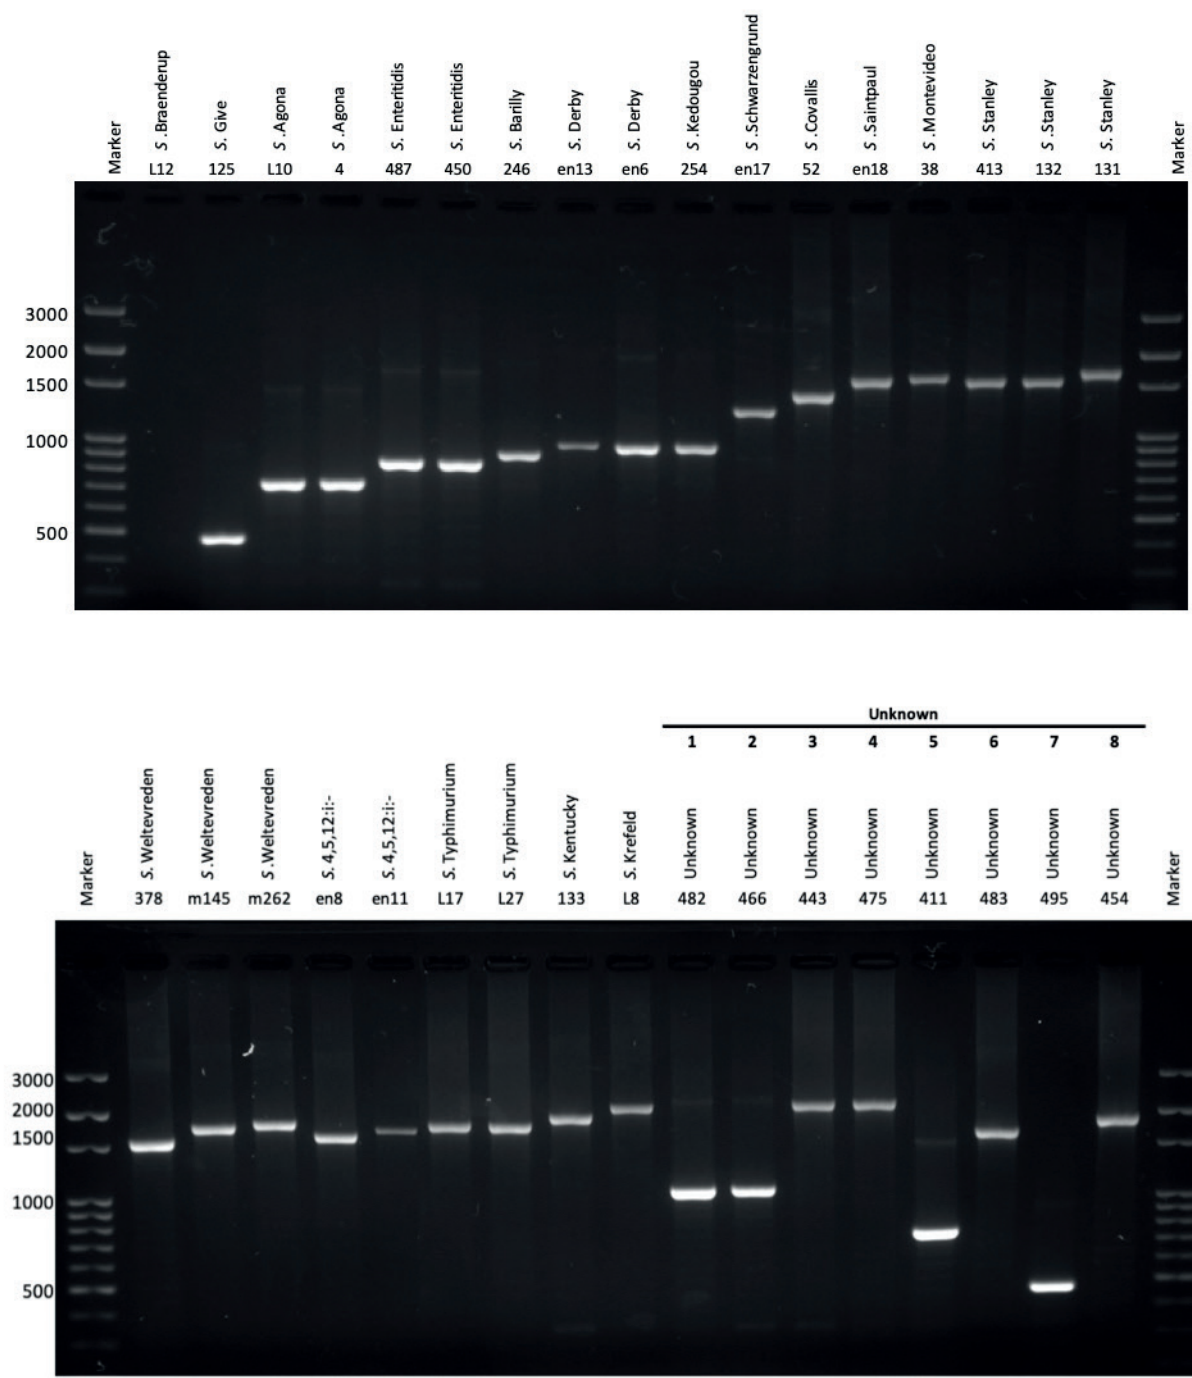 Marker S.Braenderup S. Give S.Agona S.Agona S. Enteritidis S. Enteritidis S. Barilly S. Derby S. Derby S.Kedougou S.Schwarzengrund S.Covallis S.Saintpaul S.Montevideo S. Stanley S. Stanley S. Stanley Marker
L12 125 L10 4 487 450 246 en13 en6 254 en17 52 en18 38 413 132 131
3000
2000
1500
1000
500
Unknown
1 2 3 4 5 6 7 8
Marker S.Weltevreden S.Weltevreden S.Weltevreden S. 4,5,12:i:- S. 4,5,12:i:- S.Typhimurium S.Typhimurium S. Kentucky S. Krefeld Unknown Unknown Unknown Unknown Unknown Unknown Unknown Unknown Marker
378 m145 m262 en8 en11 L17 L27 133 L8 482 466 443 475 411 483 495 454
3000
2000
1500
1000
500